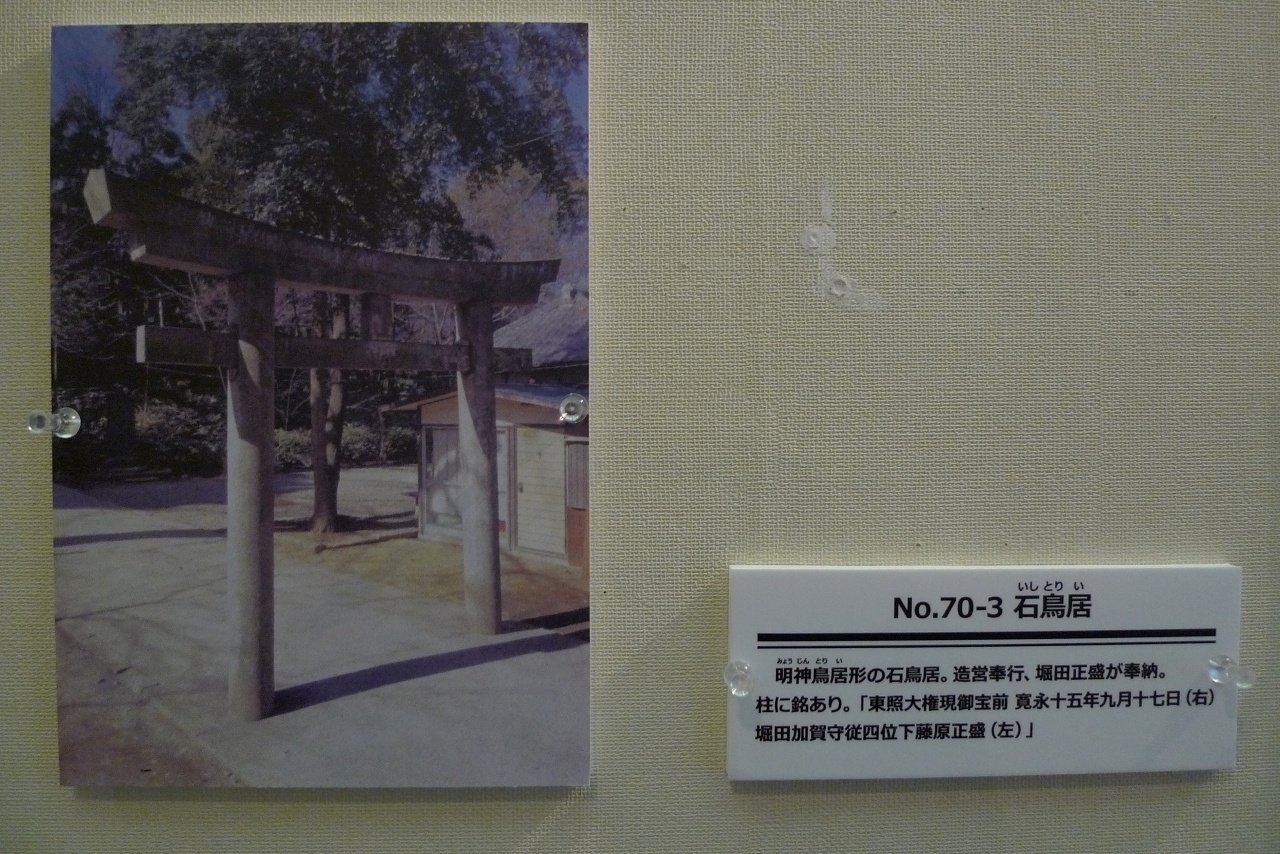 いし とり い
No.70-3 石鳥居
みょう じん とり い
明神鳥居形の石鳥居。造営奉行、堀田正盛が奉納。
柱に銘あり。「東照大権現御宝前 寛永十五年九月十七日（右）
堀田加賀守従四位下藤原正盛（左）」